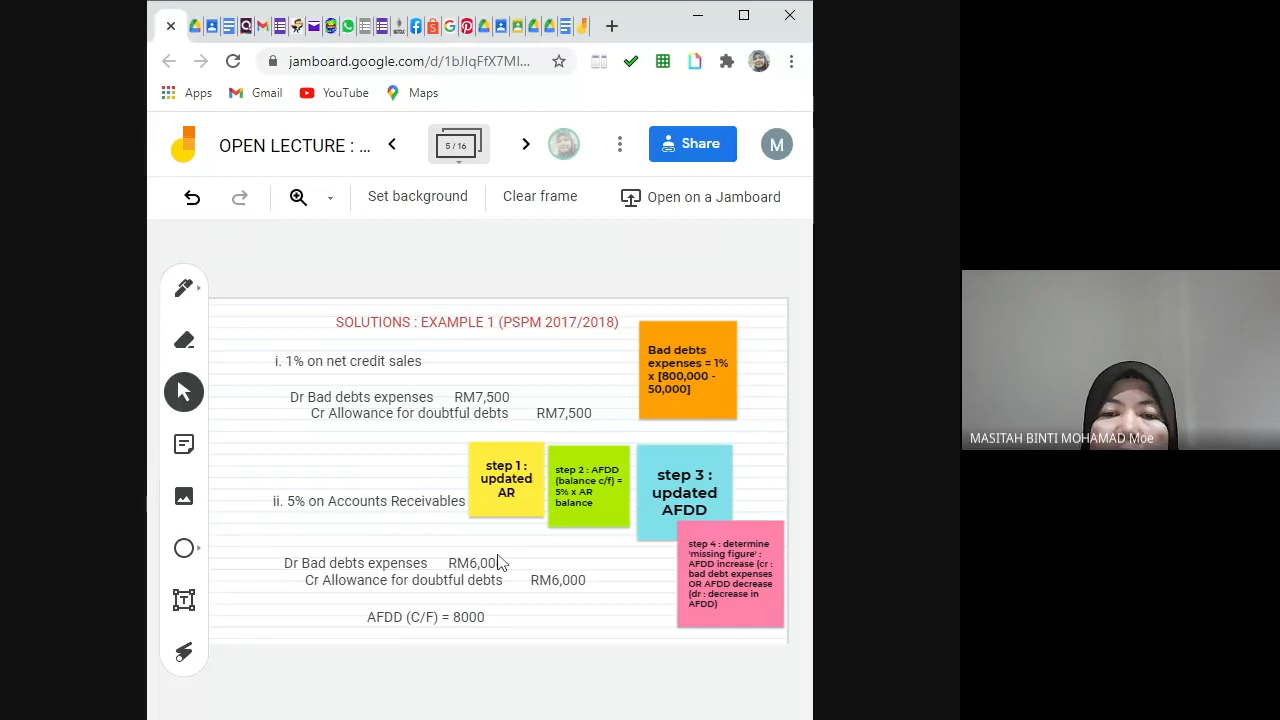 jamboard.google.com/d/1bJIqFfX7MI...
Apps
Gmail
YouTube
Maps
OPEN LECTURE : ...
5 / 16
Share
M
Set background
Clear frame
Open on a Jamboard
SOLUTIONS : EXAMPLE 1 (PSPM 2017/2018)
i. 1% on net credit sales
Dr Bad debts expenses RM7,500
Cr Allowance for doubtful debts RM7,500
Bad debts
expenses = 1%
x [800,000 -
50,000]
ii. 5% on Accounts Receivables
step 1 :
updated
AR
step 2 : AFDD
(balance c/f) =
5% x AR
balance
step 3 :
updated
AFDD
step 4 : determine
'missing figure' :
AFDD increase (cr :
bad debt expenses
OR AFDD decrease
(dr : decrease in
AFDD)
Dr Bad debts expenses RM6,00
Cr Allowance for doubtful debts RM6,000
AFDD (C/F) = 8000
MASITAH BINTI MOHAMAD Moe